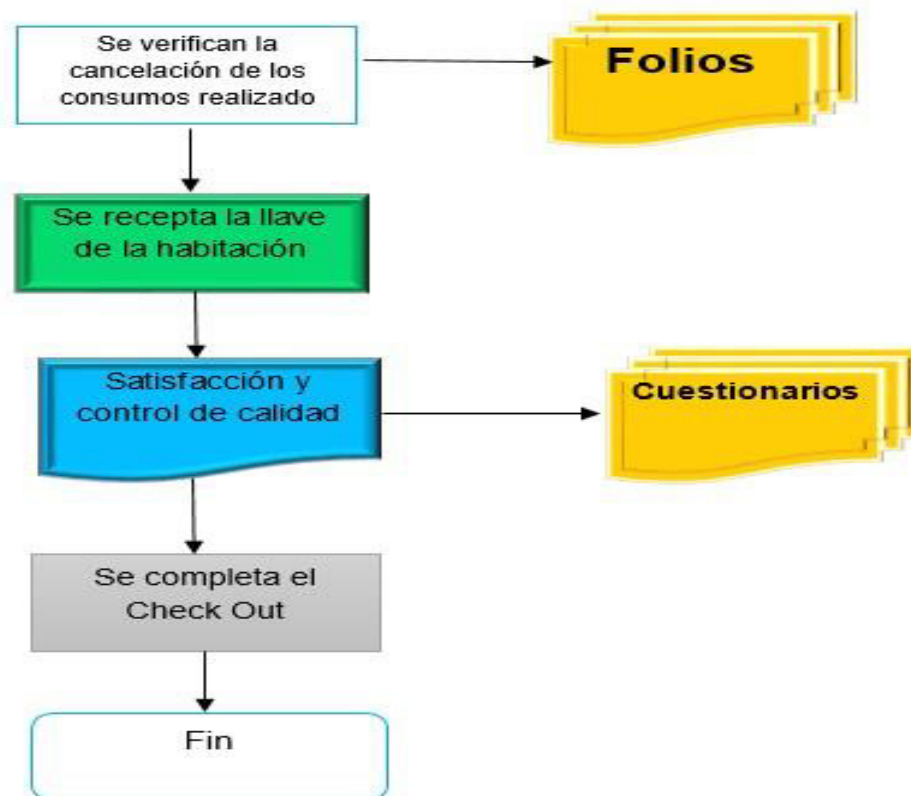 Se verifican la
cancelación de los
consumos realizado
Folios
Se recepta la llave
de la habitación
Satisfacción y
control de calidad
Cuestionarios
Se completa el
Check Out
Fin